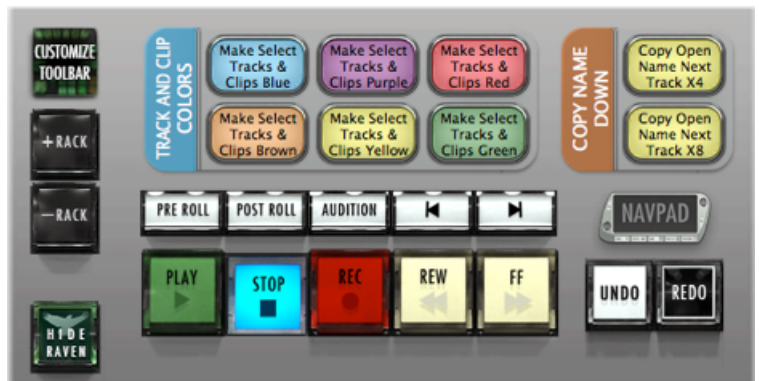 CUSTOMIZE
TOOLBAR
+RACK
−RACK
HIDE
RAVEN
TRACK AND CLIP
COLORS
Make Select
Tracks &
Clips Blue
Make Select
Tracks &
Clips Purple
Make Select
Tracks &
Clips Red
Make Select
Tracks &
Clips Brown
Make Select
Tracks &
Clips Yellow
Make Select
Tracks &
Clips Green
COPY NAME
DOWN
Copy Open
Name Next
Track X4
Copy Open
Name Next
Track X8
PRE ROLL
POST ROLL
AUDITION
NAVPAD
PLAY
STOP
REC
REW
FF
UNDO
REDO